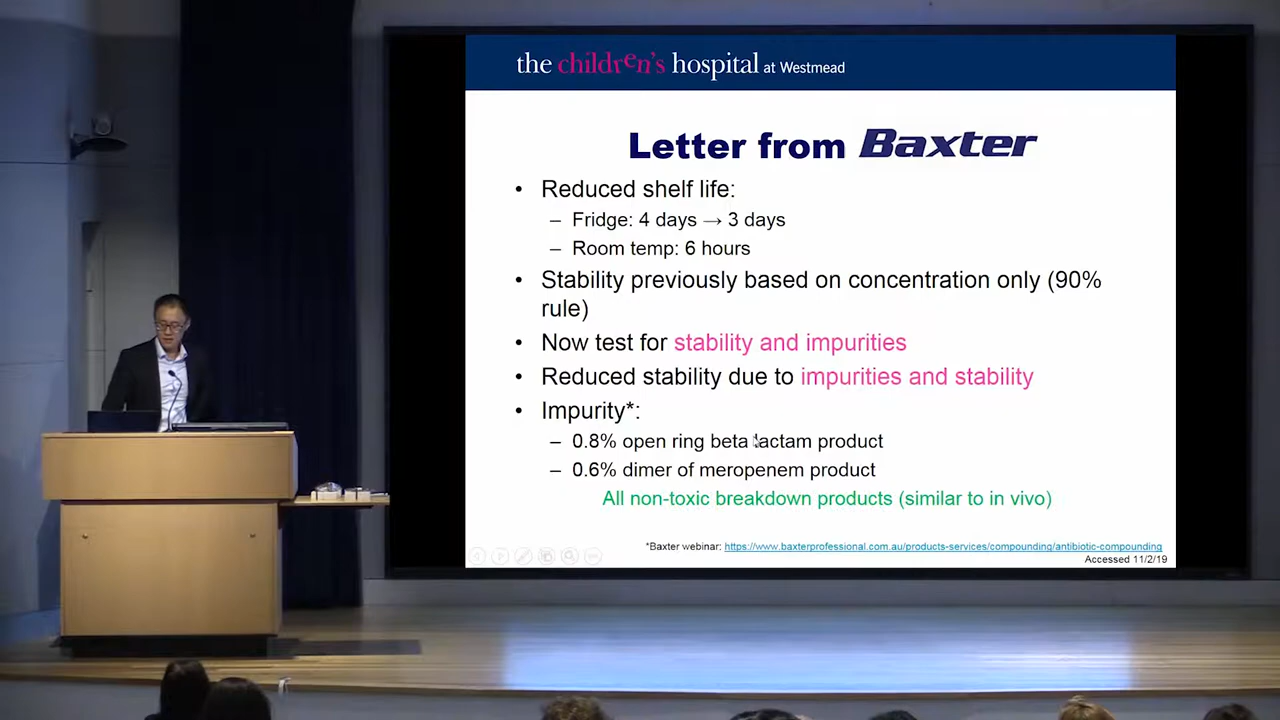 the children's hospital at Westmead
Letter from Baxter
• Reduced shelf life:
– Fridge: 4 days → 3 days
– Room temp: 6 hours
• Stability previously based on concentration only (90%
rule)
• Now test for stability and impurities
• Reduced stability due to impurities and stability
• Impurity*:
– 0.8% open ring beta lactam product
– 0.6% dimer of meropenem product
All non-toxic breakdown products (similar to in vivo)
*Baxter webinar: https://www.baxterprofessional.com.au/products-services/compounding/antibiotic-compounding
Accessed 11/2/19